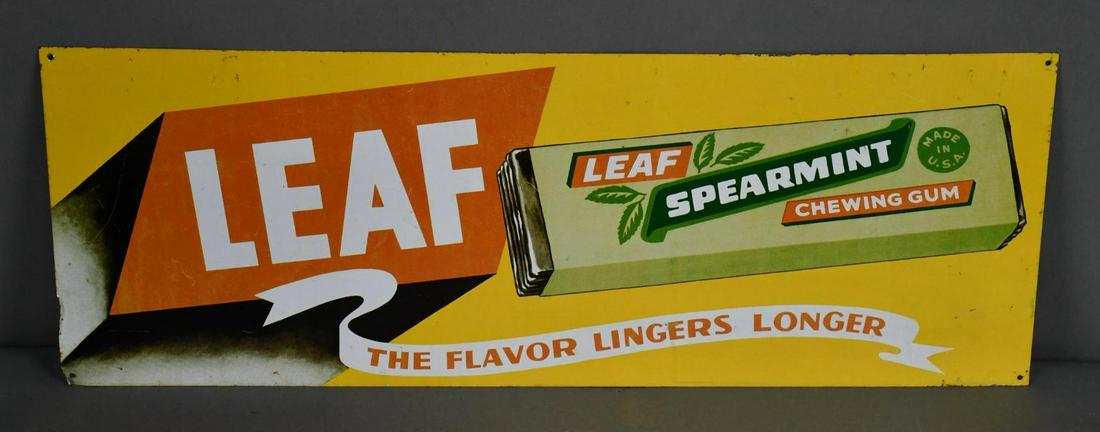 LEAF
LEAF
SPEARMINT
CHEWING GUM
MADE
IN
U.S.A.
THE FLAVOR LINGERS LONGER